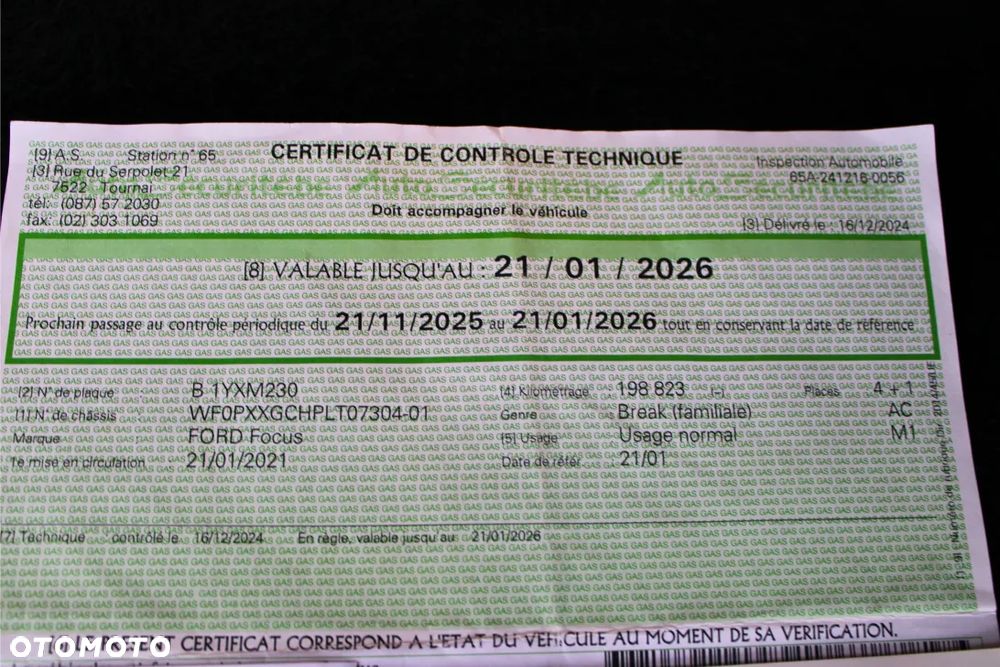 [9] A.S. Station n° 65
[3] Rue du Serpolet 21
7522 Tournai
tél: (087) 57 2030
fax: (02) 303 1069
CERTIFICAT DE CONTROLE TECHNIQUE
Doit accompagner le véhicule
Inspection Automobile
65A-241216-0056
[3] Délivré le : 16/12/2024
[8] VALABLE JUSQU'AU : 21 / 01 / 2026
Prochain passage au contrôle périodique du 21/11/2025 au 21/01/2026 tout en conservant la date de référence
[2] N° de plaque B 1YXM230 [4] Kilométrage : 198 823 (-) Places 4 + 1
[1] N° de châssis WF0PXXGCHPLT07304-01 Genre Break (familiale) AC
Marque : FORD Focus [5] Usage : Usage normal M1
1e mise en circulation 21/01/2021 Date de référ. : 21/01
[7] Technique contrôlé le 16/12/2024 En règle, valable jusqu'au 21/01/2026
CERTIFICAT CORRESPOND A L'ETAT DU VEHICULE AU MOMENT DE SA VERIFICATION.
OTOMOTO